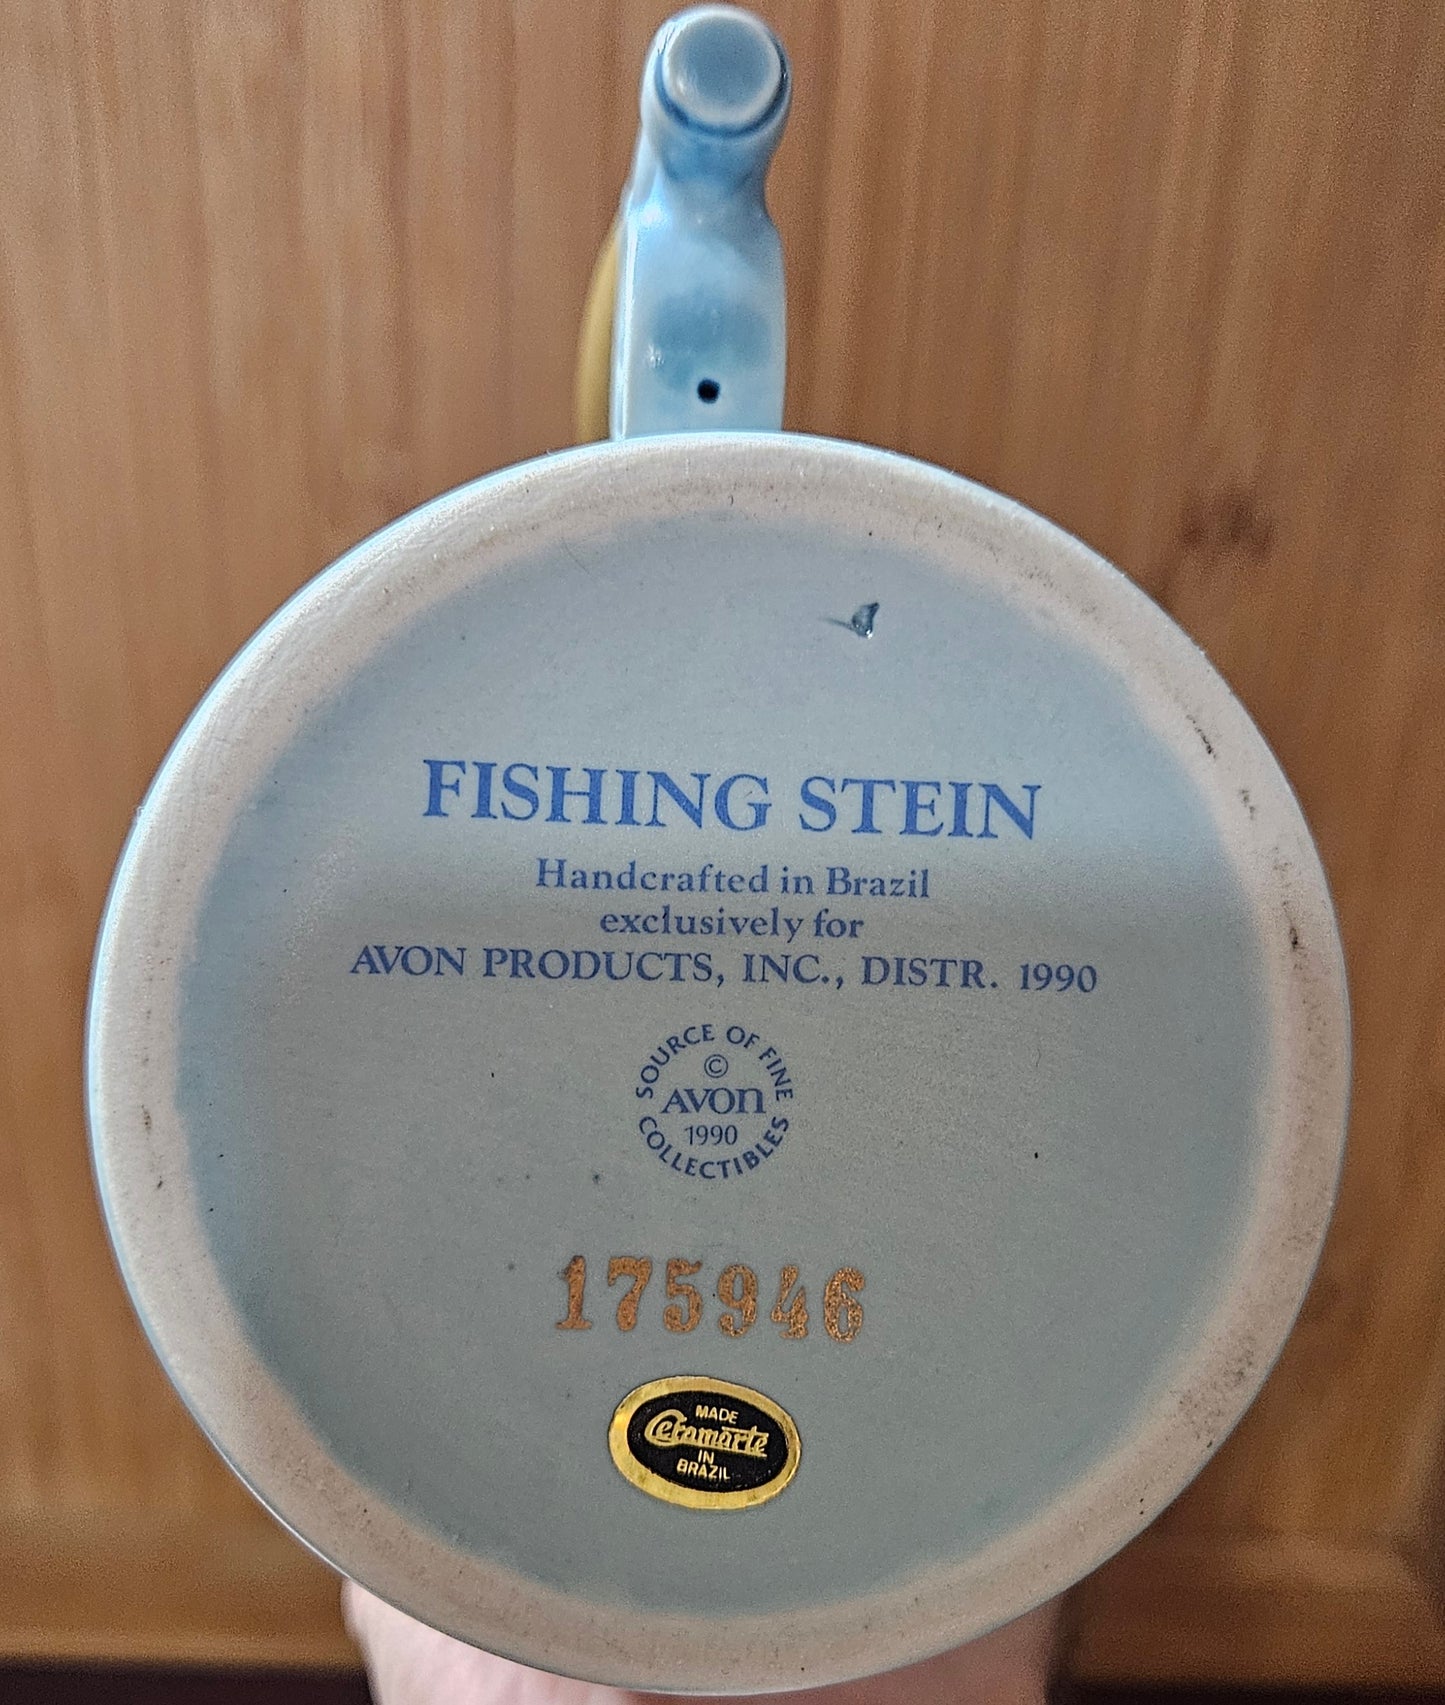 FISHING STEIN
Handcrafted in Brazil
exclusively for
AVON PRODUCTS, INC., DISTR. 1990
SOURCE OF FINE
©
AVON
1990
COLLECTIBLES
175946
MADE
Ceramarte
IN
BRAZIL